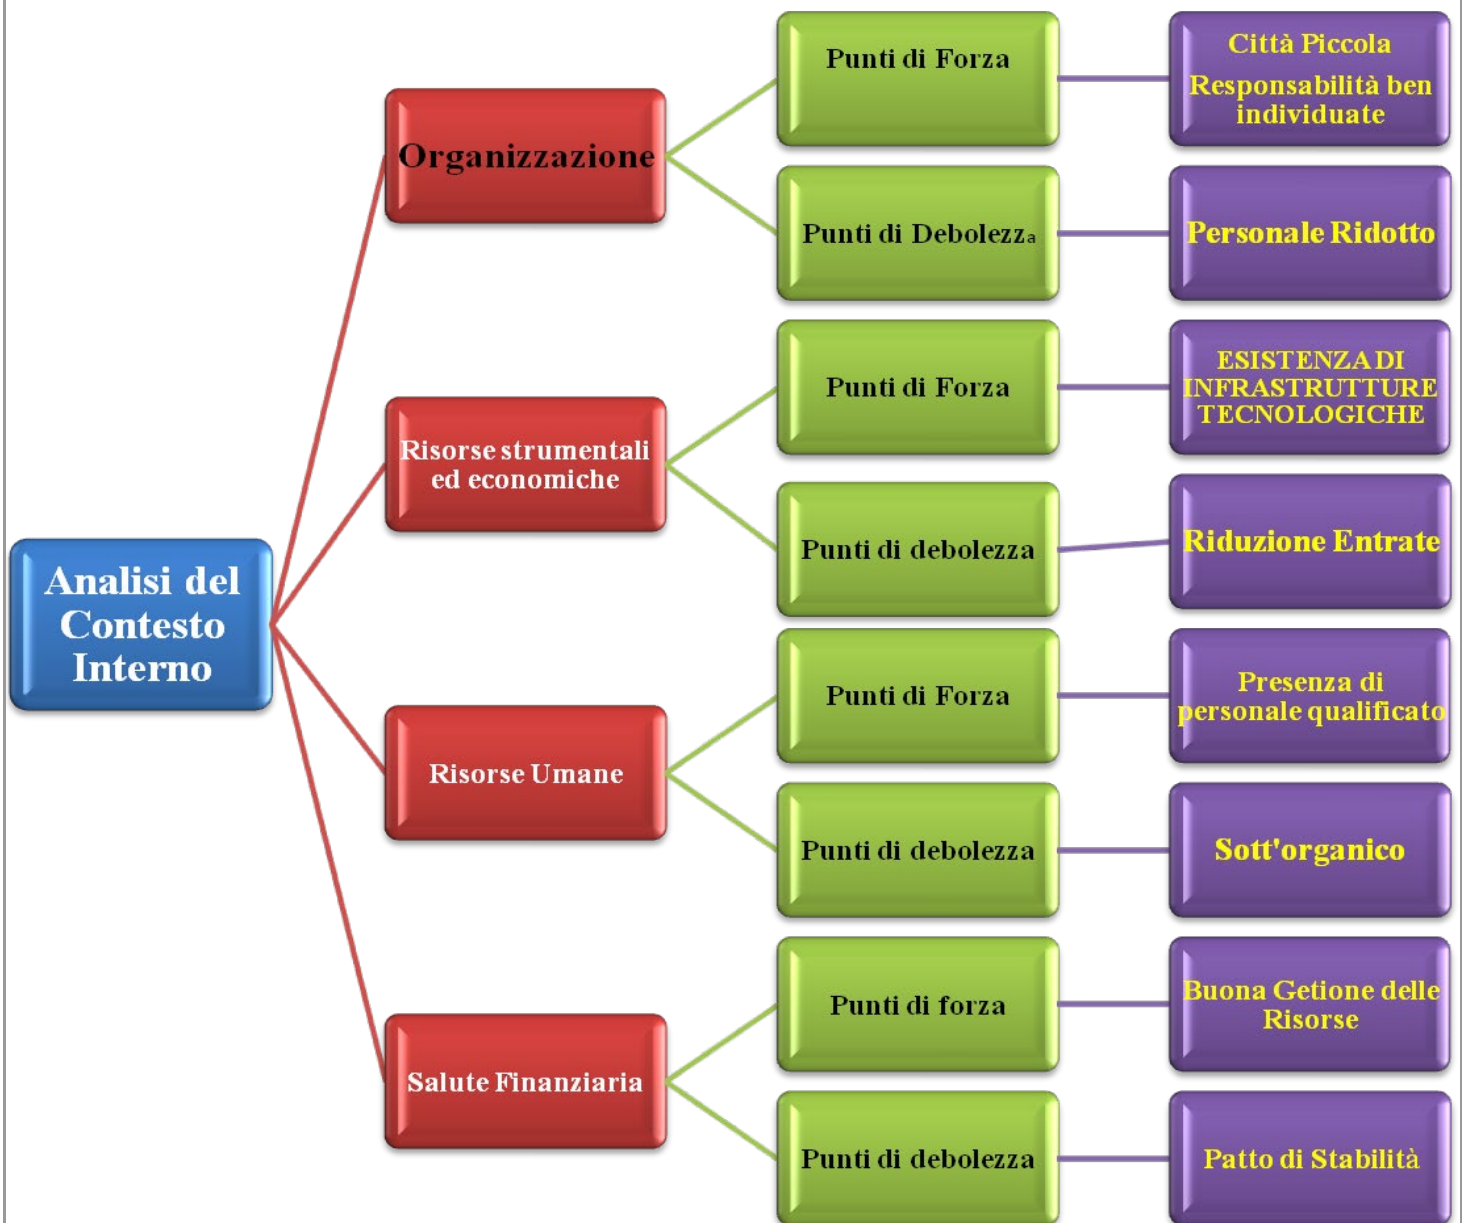 Analisi del
Contesto
Interno
Organizzazione
Punti di Forza
Città Piccola
Responsabilità ben
individuate
Punti di Debolezza
Personale Ridotto
Risorse strumentali
ed economiche
Punti di Forza
ESISTENZA DI
INFRASTRUTTURE
TECNOLOGICHE
Punti di debolezza
Riduzione Entrate
Risorse Umane
Punti di Forza
Presenza di
personale qualificato
Punti di debolezza
Sott'organico
Salute Finanziaria
Punti di forza
Buona Getione delle
Risorse
Punti di debolezza
Patto di Stabilità